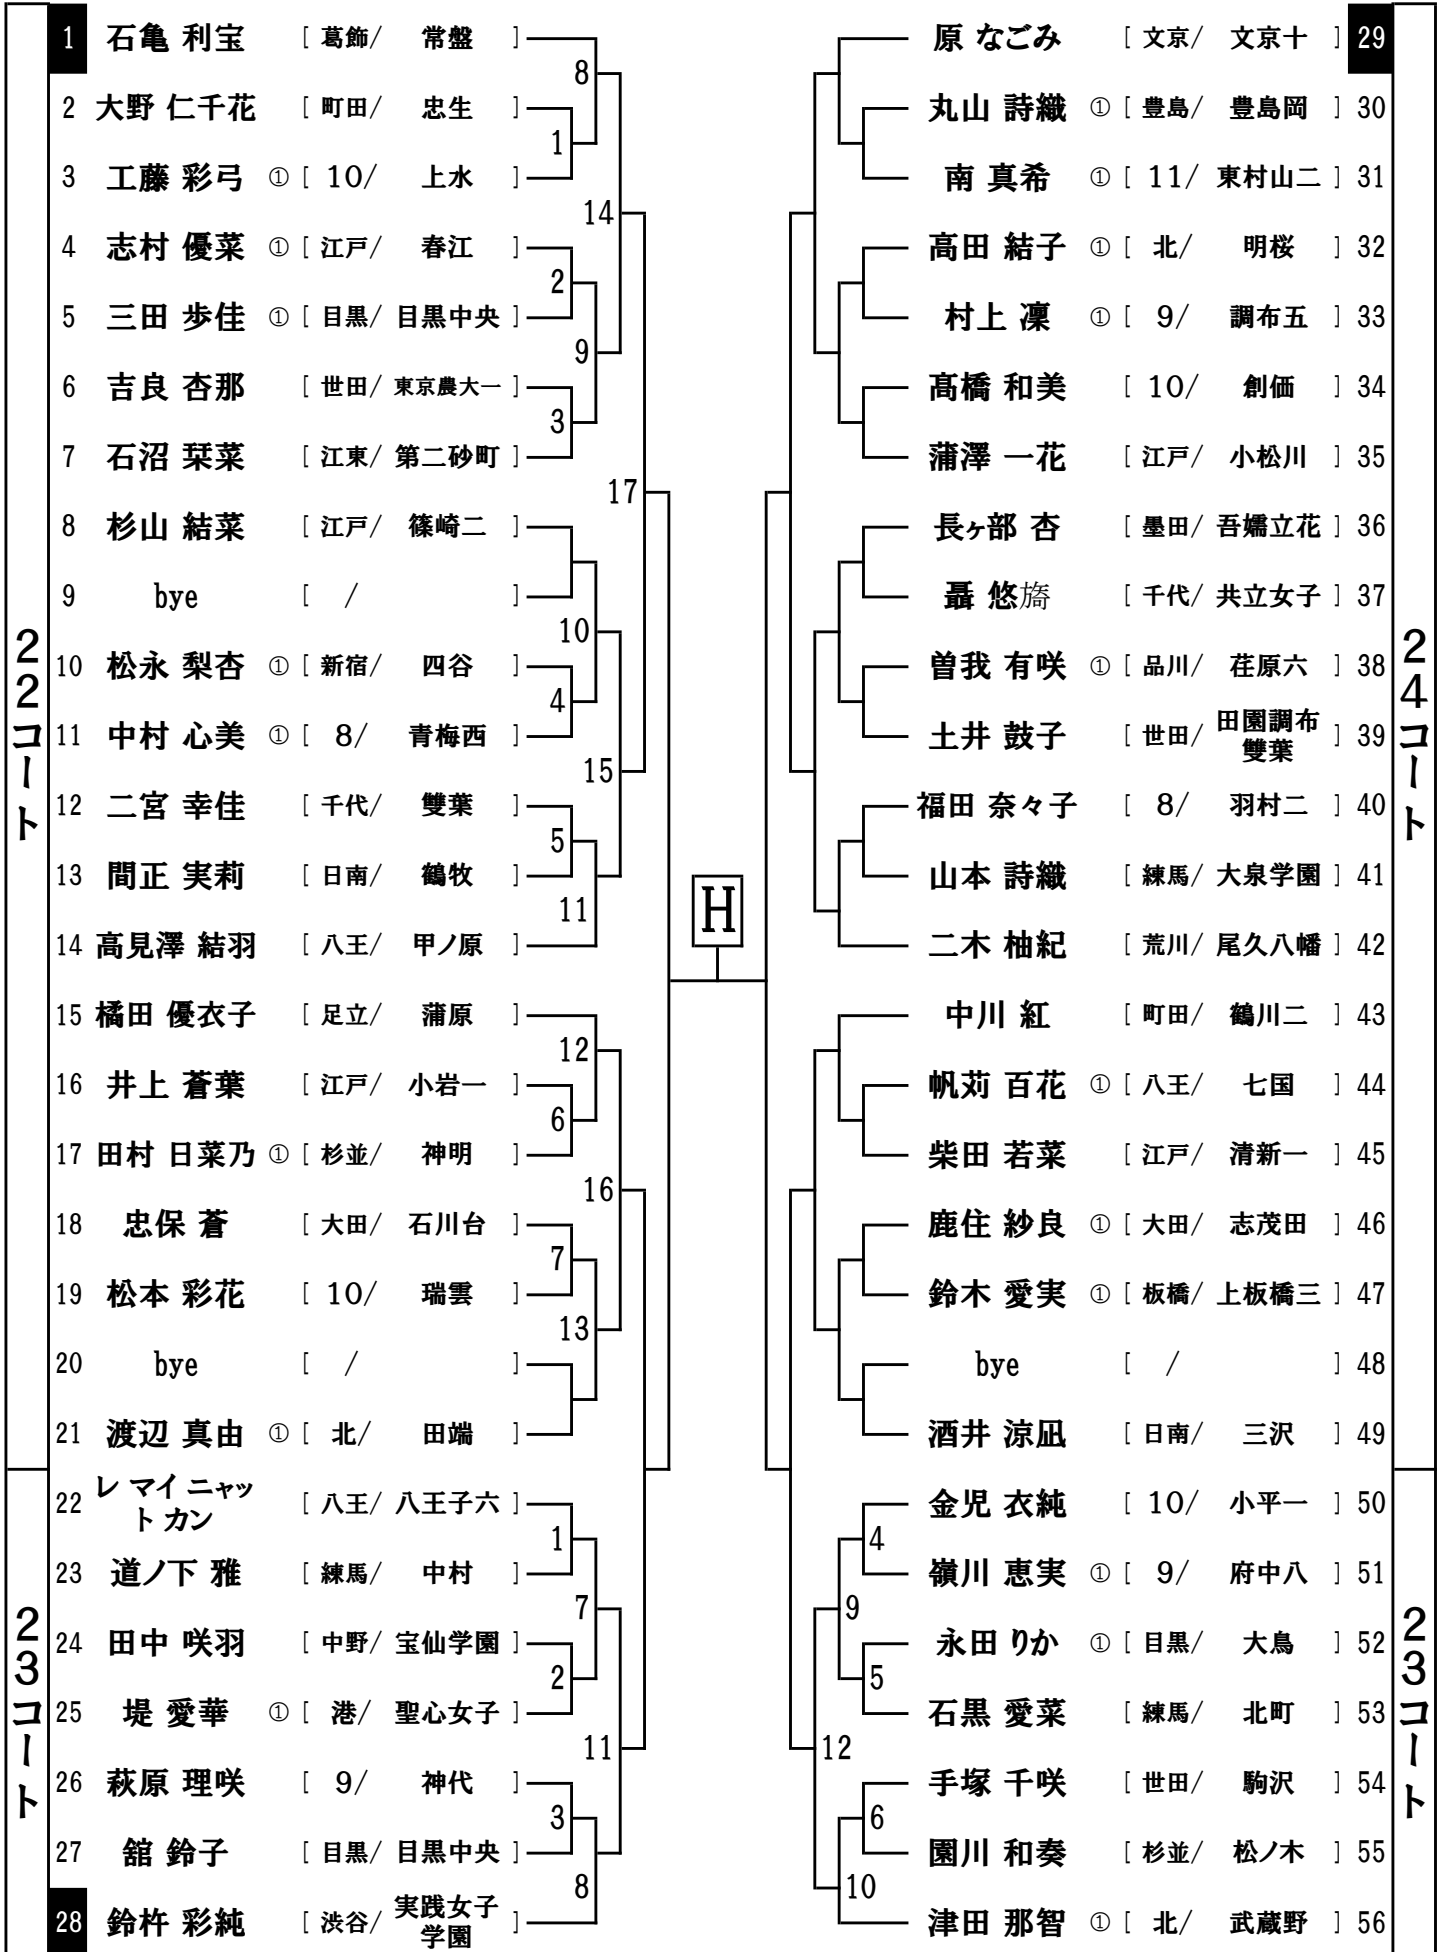 22コート
1 石亀 利宝 [ 葛飾/ 常盤 ]
2 大野 仁千花 [ 町田/ 忠生 ]
3 工藤 彩弓 ① [ 10/ 上水 ]
4 志村 優菜 ① [ 江戸/ 春江 ]
5 三田 歩佳 ① [ 目黒/ 目黒中央 ]
6 吉良 杏那 [ 世田/ 東京農大一 ]
7 石沼 栞菜 [ 江東/ 第二砂町 ]
8 杉山 結菜 [ 江戸/ 篠崎二 ]
9 bye [ / ]
10 松永 梨杏 ① [ 新宿/ 四谷 ]
11 中村 心美 ① [ 8/ 青梅西 ]
12 二宮 幸佳 [ 千代/ 雙葉 ]
13 間正 実莉 [ 日南/ 鶴牧 ]
14 高見澤 結羽 [ 八王/ 甲ノ原 ]
15 橘田 優衣子 [ 足立/ 蒲原 ]
16 井上 蒼葉 [ 江戸/ 小岩一 ]
17 田村 日菜乃 ① [ 杉並/ 神明 ]
18 忠保 蒼 [ 大田/ 石川台 ]
19 松本 彩花 [ 10/ 瑞雲 ]
20 bye [ / ]
21 渡辺 真由 ① [ 北/ 田端 ]
23コート
22 レ マイ ニャッ
ト カン [ 八王/ 八王子六 ]
23 道ノ下 雅 [ 練馬/ 中村 ]
24 田中 咲羽 [ 中野/ 宝仙学園 ]
25 堤 愛華 ① [ 港/ 聖心女子 ]
26 萩原 理咲 [ 9/ 神代 ]
27 舘 鈴子 [ 目黒/ 目黒中央 ]
28 鈴杵 彩純 [ 渋谷/ 実践女子
学園 ]
8
1
14
2
9
3
17
10
4
15
5
11
12
6
16
7
13
1
7
2
11
3
8
H
原 なごみ [ 文京/ 文京十 ] 29
丸山 詩織 ① [ 豊島/ 豊島岡 ] 30
南 真希 ① [ 11/ 東村山二 ] 31
高田 結子 ① [ 北/ 明桜 ] 32
村上 凜 ① [ 9/ 調布五 ] 33
髙橋 和美 [ 10/ 創価 ] 34
蒲澤 一花 [ 江戸/ 小松川 ] 35
長ヶ部 杏 [ 墨田/ 吾嬬立花 ] 36
聶 悠旖 [ 千代/ 共立女子 ] 37
曽我 有咲 ① [ 品川/ 荏原六 ] 38
土井 鼓子 [ 世田/ 田園調布
雙葉 ] 39
福田 奈々子 [ 8/ 羽村二 ] 40
山本 詩織 [ 練馬/ 大泉学園 ] 41
二木 柚紀 [ 荒川/ 尾久八幡 ] 42
中川 紅 [ 町田/ 鶴川二 ] 43
帆苅 百花 ① [ 八王/ 七国 ] 44
柴田 若菜 [ 江戸/ 清新一 ] 45
鹿住 紗良 ① [ 大田/ 志茂田 ] 46
鈴木 愛実 ① [ 板橋/ 上板橋三 ] 47
bye [ / ] 48
酒井 涼凪 [ 日南/ 三沢 ] 49
24コート
金児 衣純 [ 10/ 小平一 ] 50
嶺川 恵実 ① [ 9/ 府中八 ] 51
永田 りか ① [ 目黒/ 大鳥 ] 52
石黒 愛菜 [ 練馬/ 北町 ] 53
手塚 千咲 [ 世田/ 駒沢 ] 54
園川 和奏 [ 杉並/ 松ノ木 ] 55
津田 那智 ① [ 北/ 武蔵野 ] 56
23コート
4
9
5
12
6
10